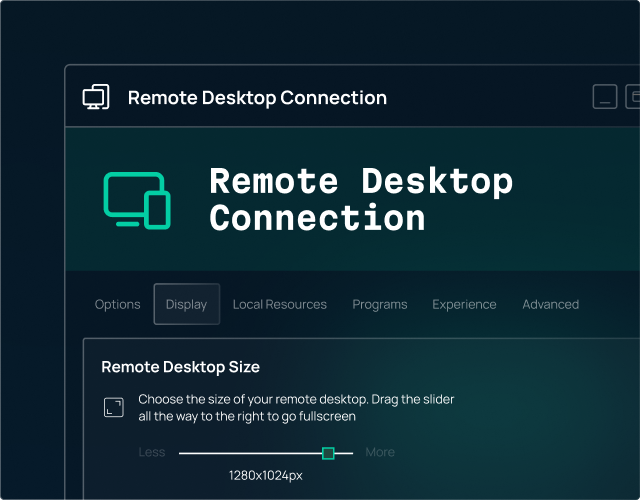 Remote Desktop Connection
Remote Desktop
Connection
Options Display Local Resources Programs Experience Advanced
Remote Desktop Size
Choose the size of your remote desktop. Drag the slider
all the way to the right to go fullscreen
Less More
1280x1024px